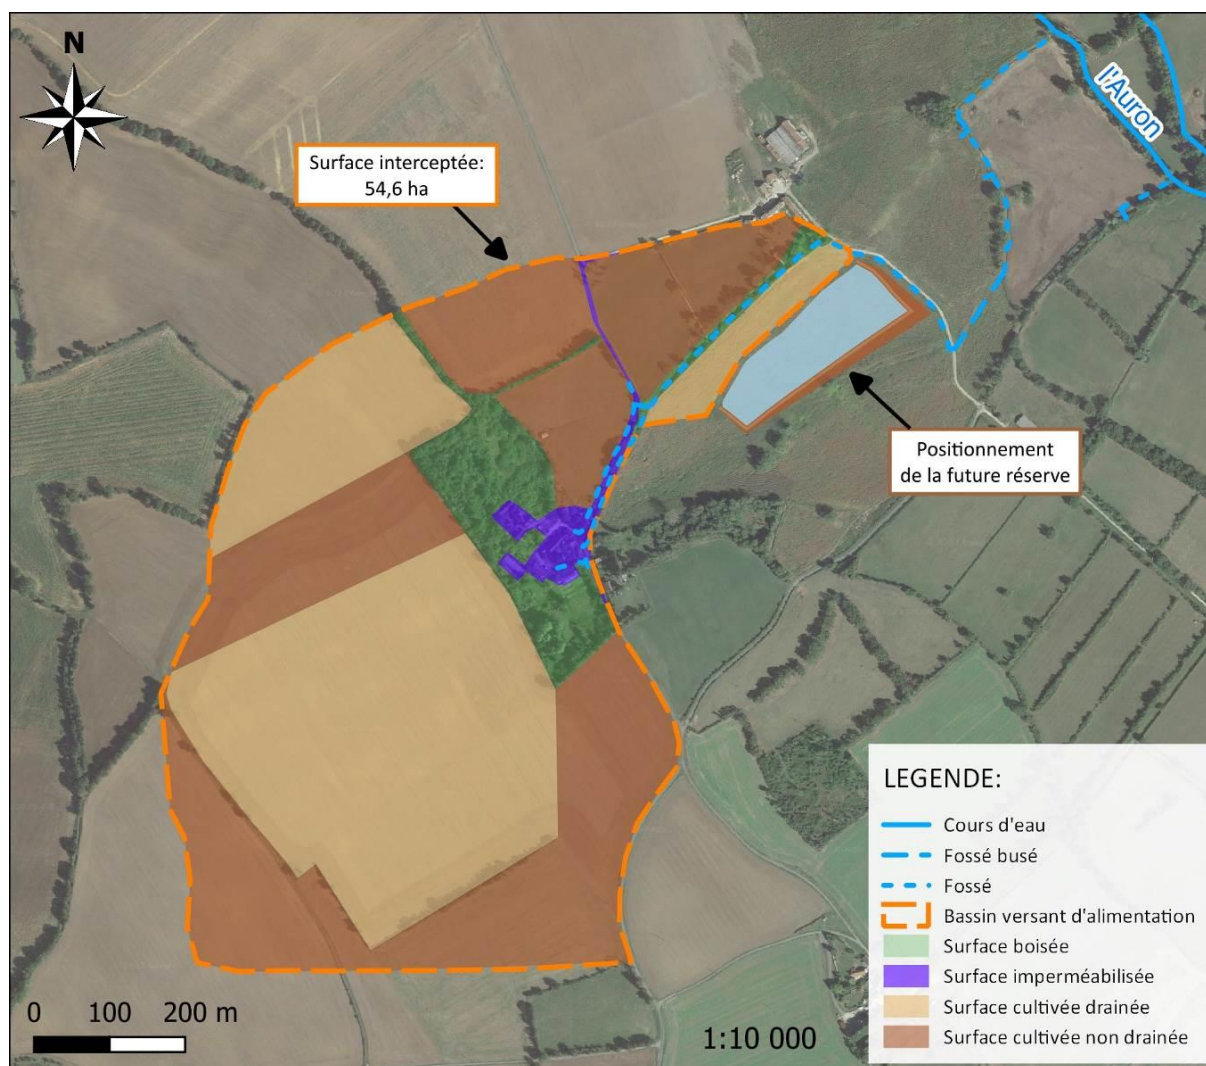 N
Surface interceptée:
54,6 ha
l'Auron
Positionnement
de la future réserve
LEGENDE:
Cours d'eau
Fossé busé
Fossé
Bassin versant d'alimentation
Surface boisée
Surface imperméabilisée
Surface cultivée drainée
Surface cultivée non drainée
0 100 200 m
1:10 000